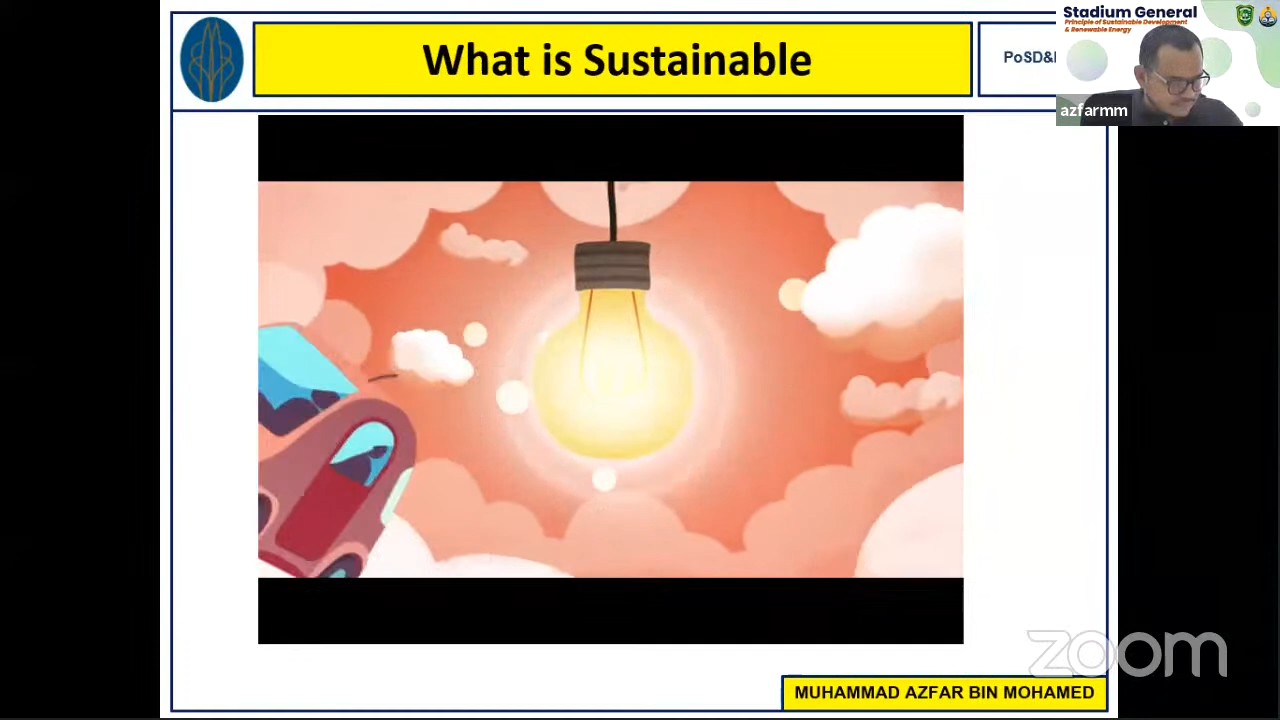 What is Sustainable
PoSD&
Stadium General
Principle of Sustainable Development
& Renewable Energy
azfarmm
zoom
MUHAMMAD AZFAR BIN MOHAMED